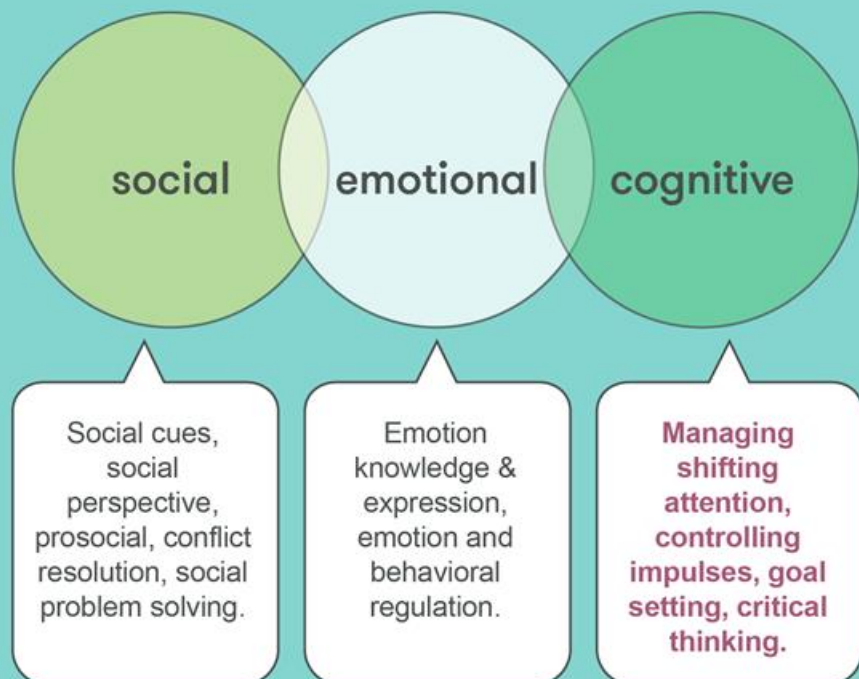 social
emotional
cognitive
Social cues,
social
perspective,
prosocial, conflict
resolution, social
problem solving.
Emotion
knowledge &
expression,
emotion and
behavioral
regulation.
Managing
shifting
attention,
controlling
impulses, goal
setting, critical
thinking.